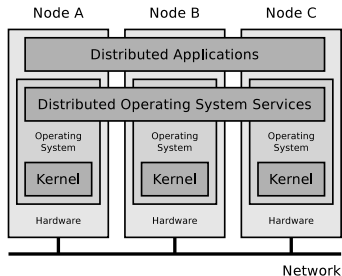 Node A Node B Node C
Distributed Applications
Distributed Operating System Services
Operating System
Operating System
Operating System
Kernel Kernel Kernel
Hardware Hardware Hardware
Network